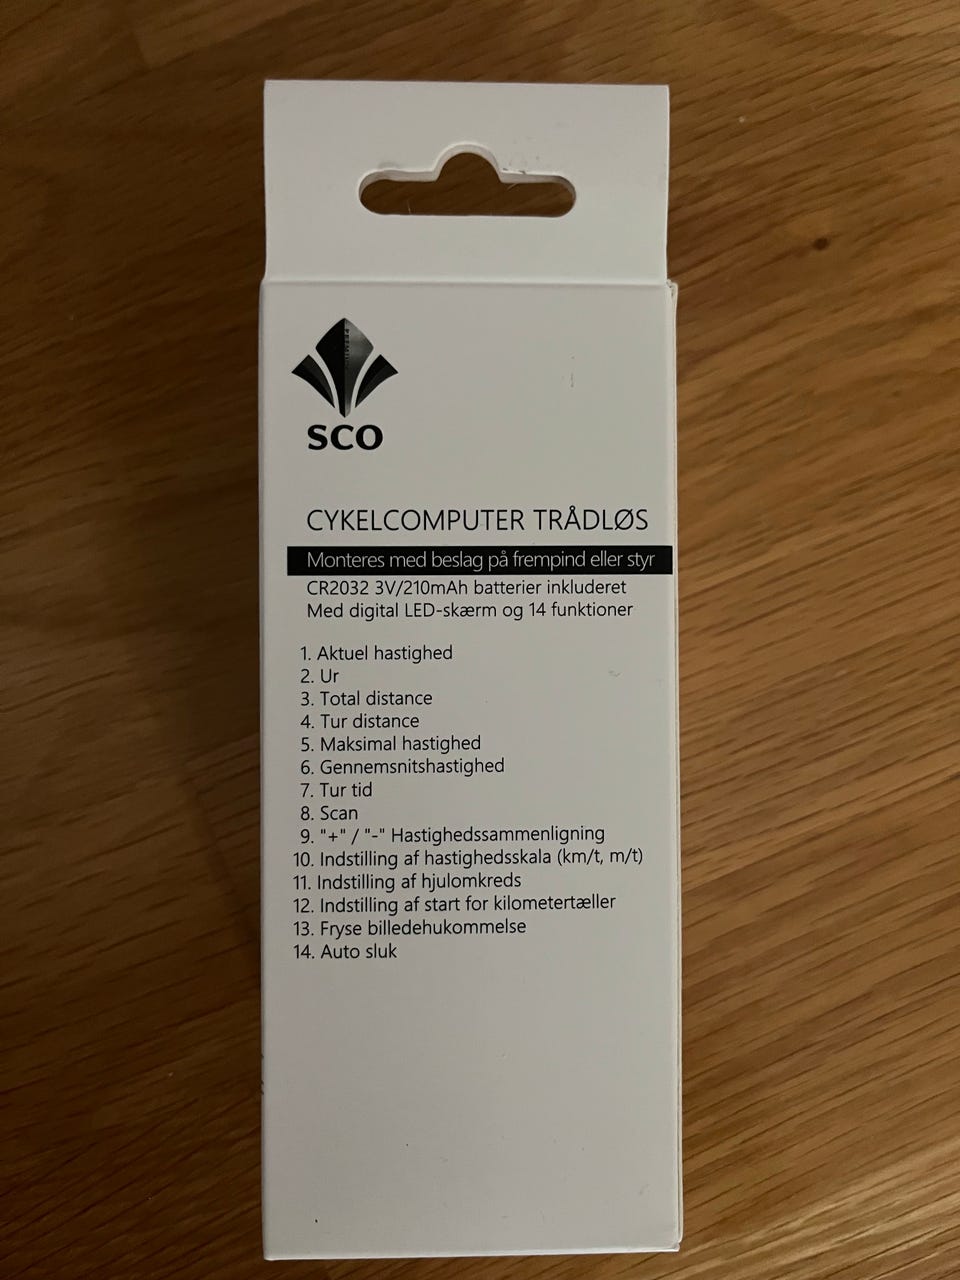 SCO
CYKELCOMPUTER TRÅDLØS
Monteres med beslag på frempind eller styr
CR2032 3V/210mAh batterier inkluderet
Med digital LED-skærm og 14 funktioner
1. Aktuel hastighed
2. Ur
3. Total distance
4. Tur distance
5. Maksimal hastighed
6. Gennemsnitshastighed
7. Tur tid
8. Scan
9. "+" / "-" Hastighedssammenligning
10. Indstilling af hastighedsskala (km/t, m/t)
11. Indstilling af hjulomkreds
12. Indstilling af start for kilometertæller
13. Fryse billedehukommelse
14. Auto sluk